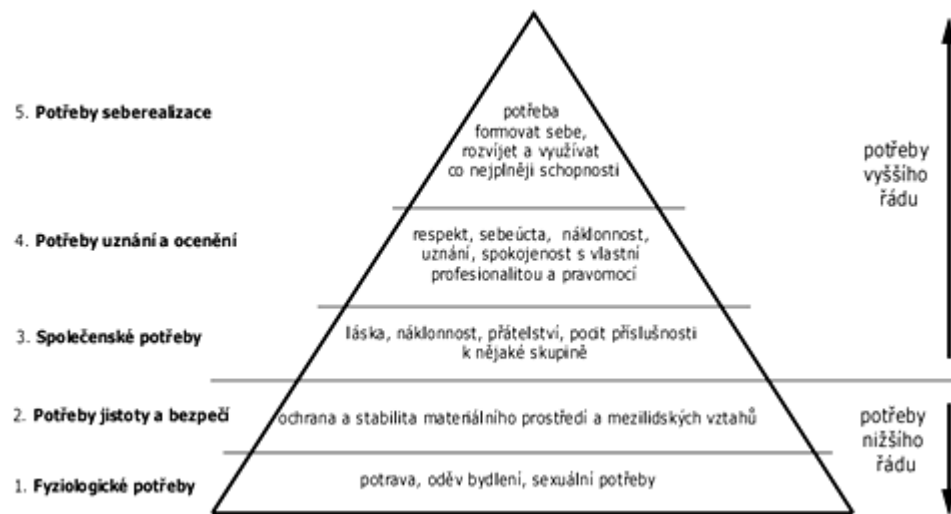 5. Potřeby seberealizace
potřeba
formovat sebe,
rozvíjet a využívat
co nejplněji schopnosti
potřeby
vyššího
řádu
4. Potřeby uznání a ocenění
respekt, sebeúcta, náklonnost,
uznání, spokojenost s vlastní
profesionalitou a pravomocí
3. Společenské potřeby
láska, náklonnost, přátelství, pocit příslušnosti
k nějaké skupině
2. Potřeby jistoty a bezpečí
ochrana a stabilita materiálního prostředí a mezilidských vztahů
potřeby
nižšího
řádu
1. Fyziologické potřeby
potrava, oděv bydlení, sexuální potřeby